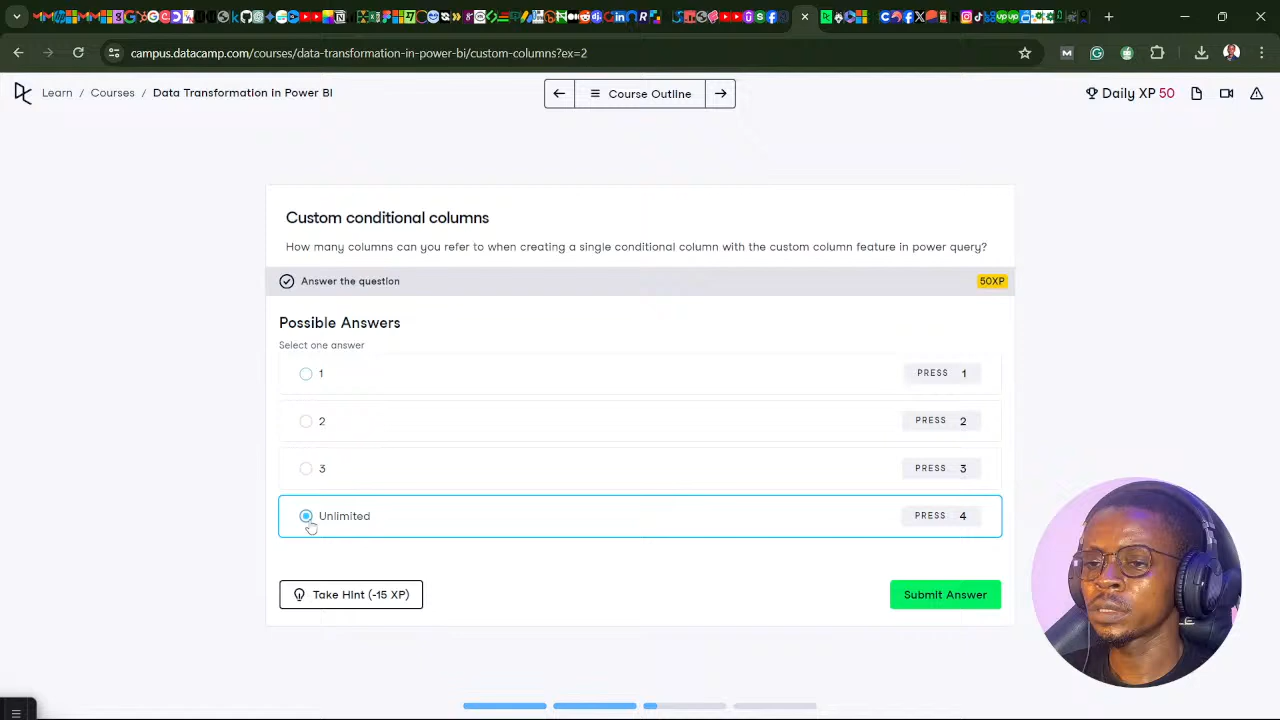 campus.datacamp.com/courses/data-transformation-in-power-bi/custom-columns?ex=2
Learn / Courses / Data Transformation in Power BI
Course Outline
Daily XP 50
Custom conditional columns
How many columns can you refer to when creating a single conditional column with the custom column feature in power query?
Answer the question
50XP
Possible Answers
Select one answer
1 PRESS 1
2 PRESS 2
3 PRESS 3
Unlimited PRESS 4
Take Hint (-15 XP)
Submit Answer